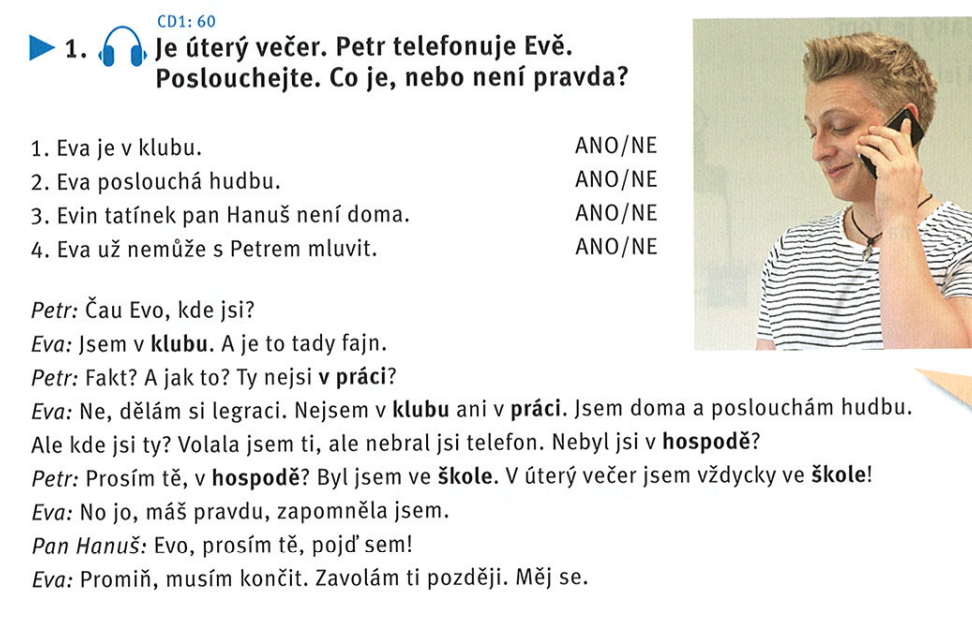 CD1: 60
1. Je úterý večer. Petr telefonuje Evě.
Poslouchejte. Co je, nebo není pravda?
1. Eva je v klubu. ANO/NE
2. Eva poslouchá hudbu. ANO/NE
3. Evin tatínek pan Hanuš není doma. ANO/NE
4. Eva už nemůže s Petrem mluvit. ANO/NE
Petr: Čau Evo, kde jsi?
Eva: Jsem v klubu. A je to tady fajn.
Petr: Fakt? A jak to? Ty nejsi v práci?
Eva: Ne, dělám si legraci. Nejsem v klubu ani v práci. Jsem doma a poslouchám hudbu.
Ale kde jsi ty? Volala jsem ti, ale nebral jsi telefon. Nebyl jsi v hospodě?
Petr: Prosím tě, v hospodě? Byl jsem ve škole. V úterý večer jsem vždycky ve škole!
Eva: No jo, máš pravdu, zapomněla jsem.
Pan Hanuš: Evo, prosím tě, pojď sem!
Eva: Promiň, musím končit. Zavolám ti později. Měj se.